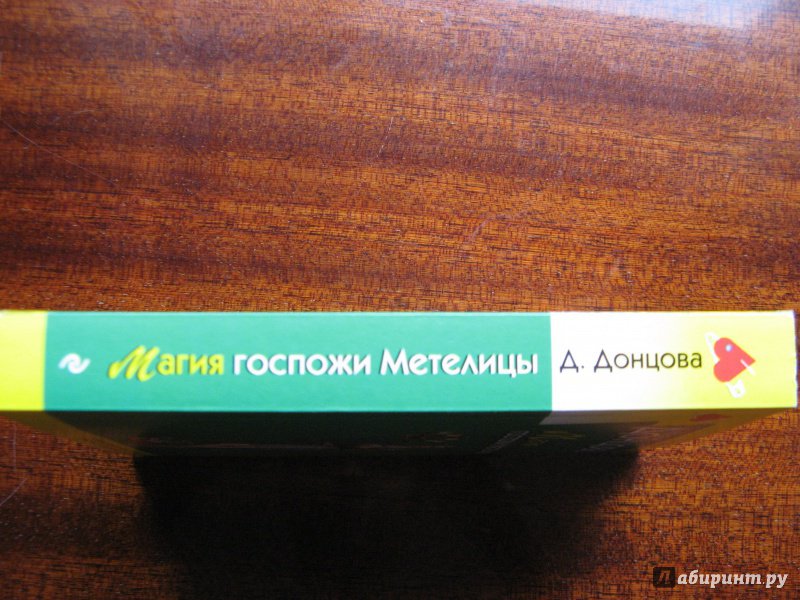 Магия госпожи Метелицы
Д. Донцова
Лабиринт.ру